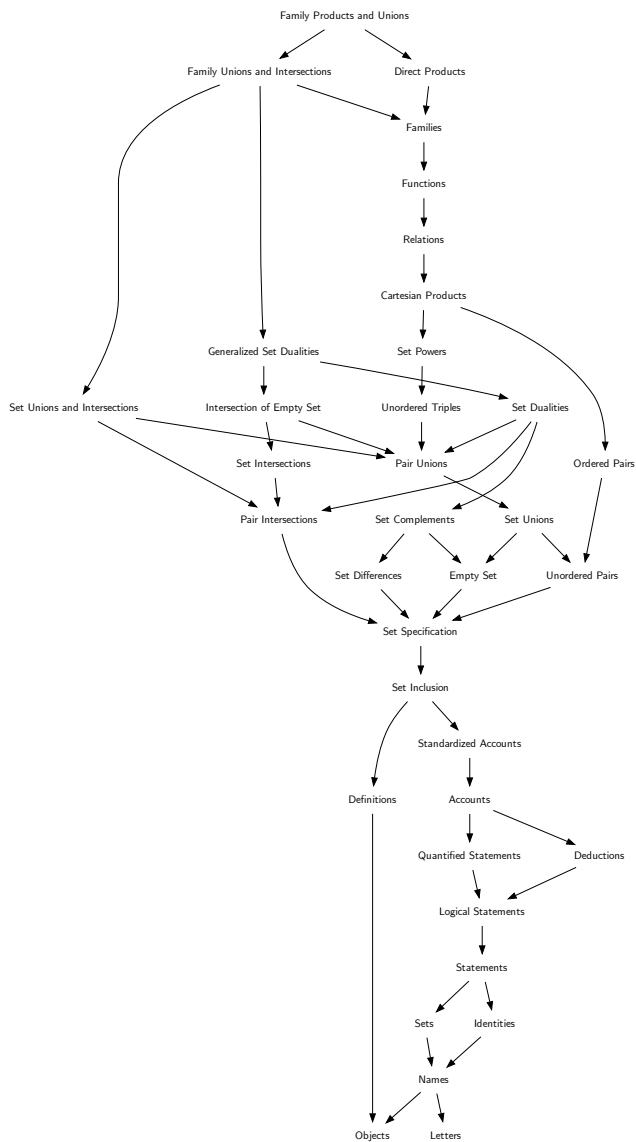 Family Products and Unions
Family Unions and Intersections
Direct Products
Families
Functions
Relations
Cartesian Products
Generalized Set Dualities
Set Powers
Set Unions and Intersections
Intersection of Empty Set
Unordered Triples
Set Dualities
Set Intersections
Pair Unions
Ordered Pairs
Pair Intersections
Set Complements
Set Unions
Set Differences
Empty Set
Unordered Pairs
Set Specification
Set Inclusion
Standardized Accounts
Definitions
Accounts
Quantified Statements
Deductions
Logical Statements
Statements
Sets
Identities
Names
Objects
Letters